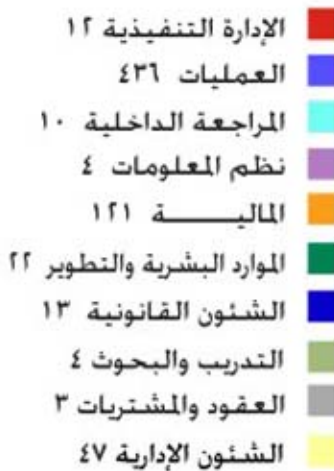 الإدارة التنفيذية ١٢
العمليات ٤٣٦
المراجعة الداخلية ١٠
نظم المعلومات ٤
الماليـــــــة ١٢١
الموارد البشرية والتطوير ٢٢
الشئون القانونية ١٣
التدريب والبحوث ٤
العقود والمشتريات ٣
الشئون الإدارية ٤٧